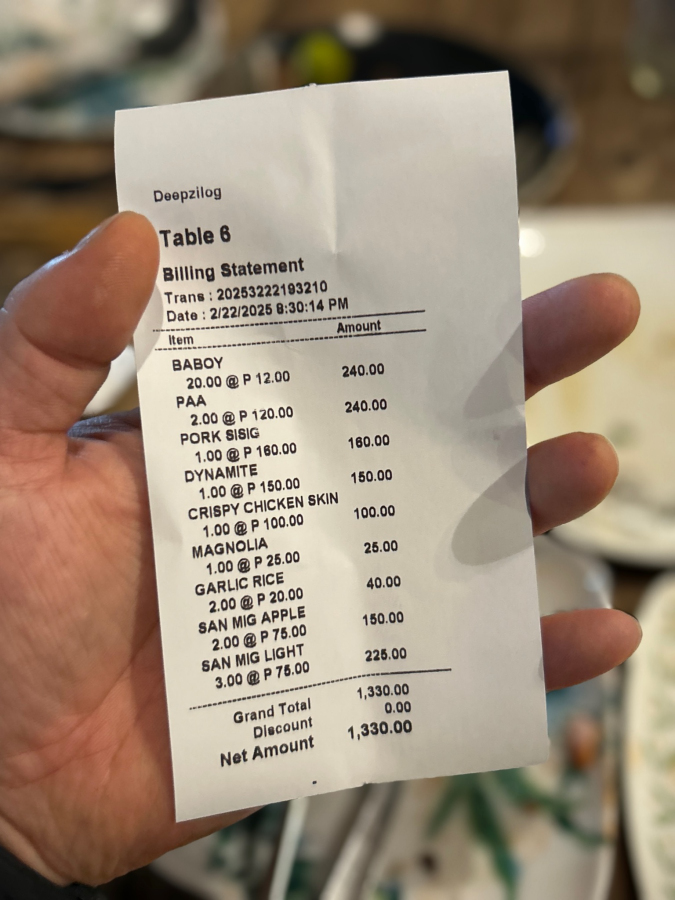 Deepzilog
Table 6
Billing Statement
Trans : 20253222193210
Date : 2/22/2025 8:30:14 PM
Item Amount
BABOY
20.00 @ P 12.00 240.00
PAA
2.00 @ P 120.00 240.00
PORK SISIG
1.00 @ P 160.00 160.00
DYNAMITE
1.00 @ P 150.00 150.00
CRISPY CHICKEN SKIN
1.00 @ P 100.00 100.00
MAGNOLIA
1.00 @ P 25.00 25.00
GARLIC RICE
2.00 @ P 20.00 40.00
SAN MIG APPLE
2.00 @ P 75.00 150.00
SAN MIG LIGHT
3.00 @ P 75.00 225.00
Grand Total 1,330.00
Discount 0.00
Net Amount 1,330.00